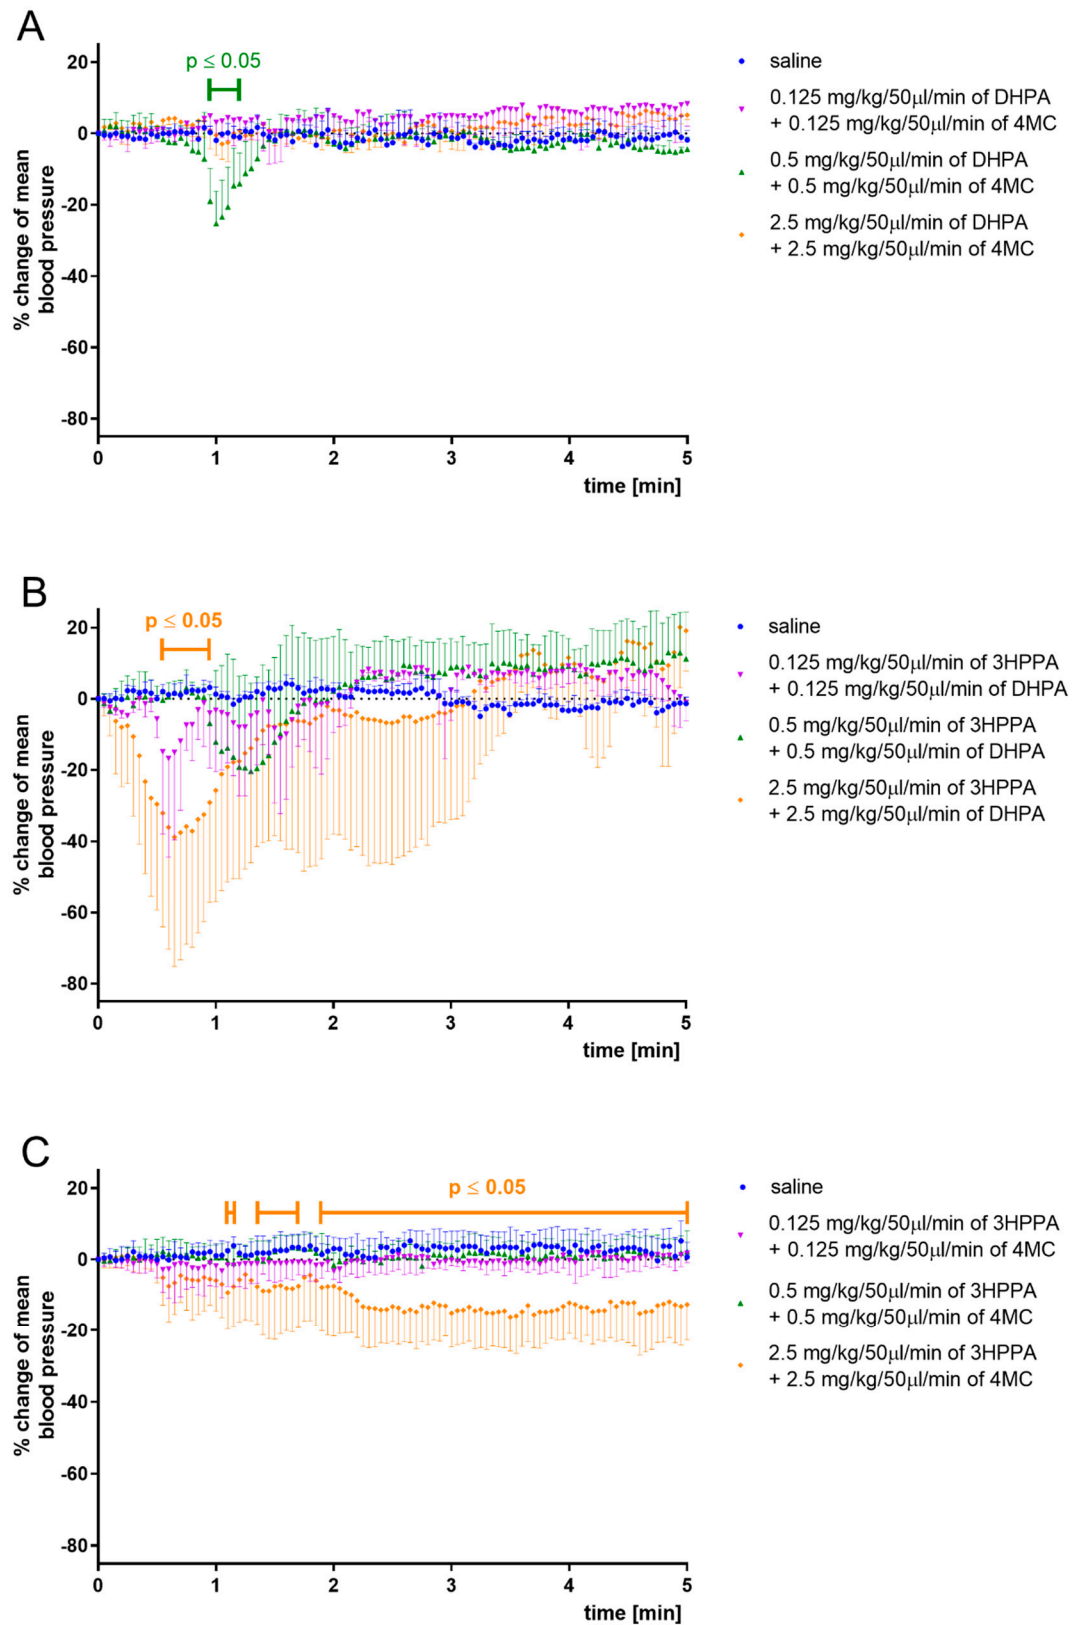 A
p ≤ 0.05
20
0
-20
-40
-60
-80
% change of mean
blood pressure
0 1 2 3 4 5
time [min]
saline
0.125 mg/kg/50µl/min of DHPA
+ 0.125 mg/kg/50µl/min of 4MC
0.5 mg/kg/50µl/min of DHPA
+ 0.5 mg/kg/50µl/min of 4MC
2.5 mg/kg/50µl/min of DHPA
+ 2.5 mg/kg/50µl/min of 4MC
B
p ≤ 0.05
20
0
-20
-40
-60
-80
% change of mean
blood pressure
0 1 2 3 4 5
time [min]
saline
0.125 mg/kg/50µl/min of 3HPPA
+ 0.125 mg/kg/50µl/min of DHPA
0.5 mg/kg/50µl/min of 3HPPA
+ 0.5 mg/kg/50µl/min of DHPA
2.5 mg/kg/50µl/min of 3HPPA
+ 2.5 mg/kg/50µl/min of DHPA
C
p ≤ 0.05
20
0
-20
-40
-60
-80
% change of mean
blood pressure
0 1 2 3 4 5
time [min]
saline
0.125 mg/kg/50µl/min of 3HPPA
+ 0.125 mg/kg/50µl/min of 4MC
0.5 mg/kg/50µl/min of 3HPPA
+ 0.5 mg/kg/50µl/min of 4MC
2.5 mg/kg/50µl/min of 3HPPA
+ 2.5 mg/kg/50µl/min of 4MC